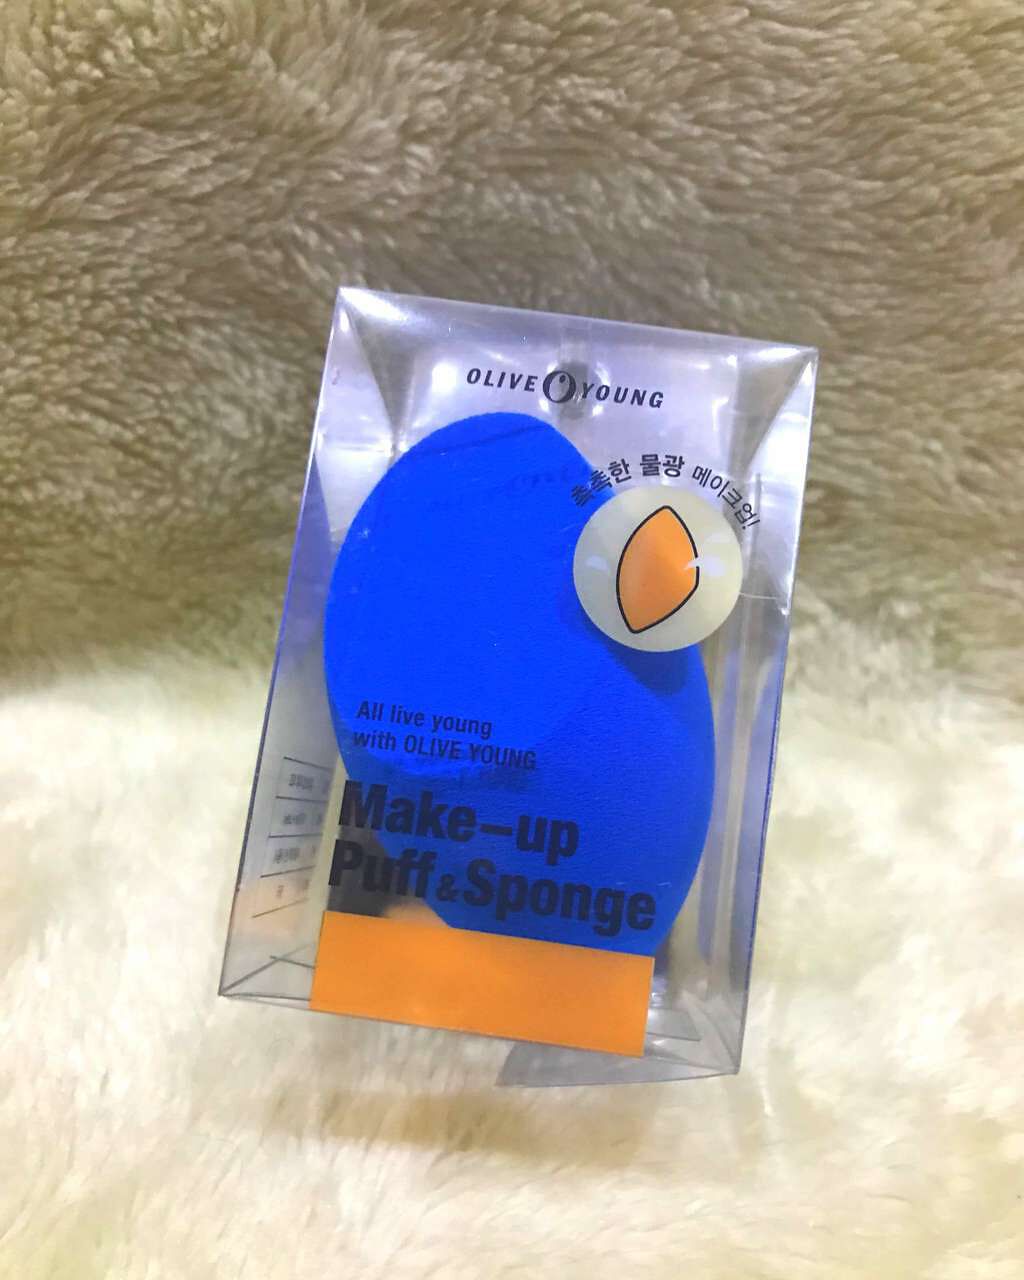 OLIVE YOUNG
촉촉한 물광 메이크업!
All live young
with OLIVE YOUNG
Make-up
Puff & Sponge